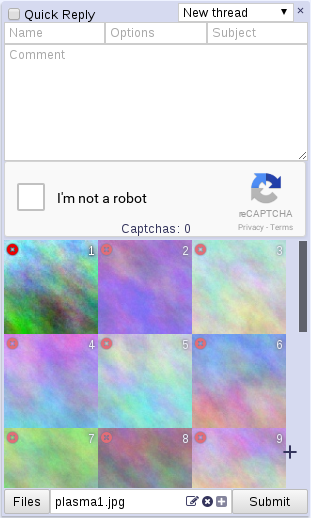 Quick Reply New thread ▼ ×
Name Options Subject
Comment
I'm not a robot
reCAPTCHA
Privacy - Terms
Captchas: 0
1 2 3
4 5 6
7 8 9
+
Files plasma1.jpg Submit